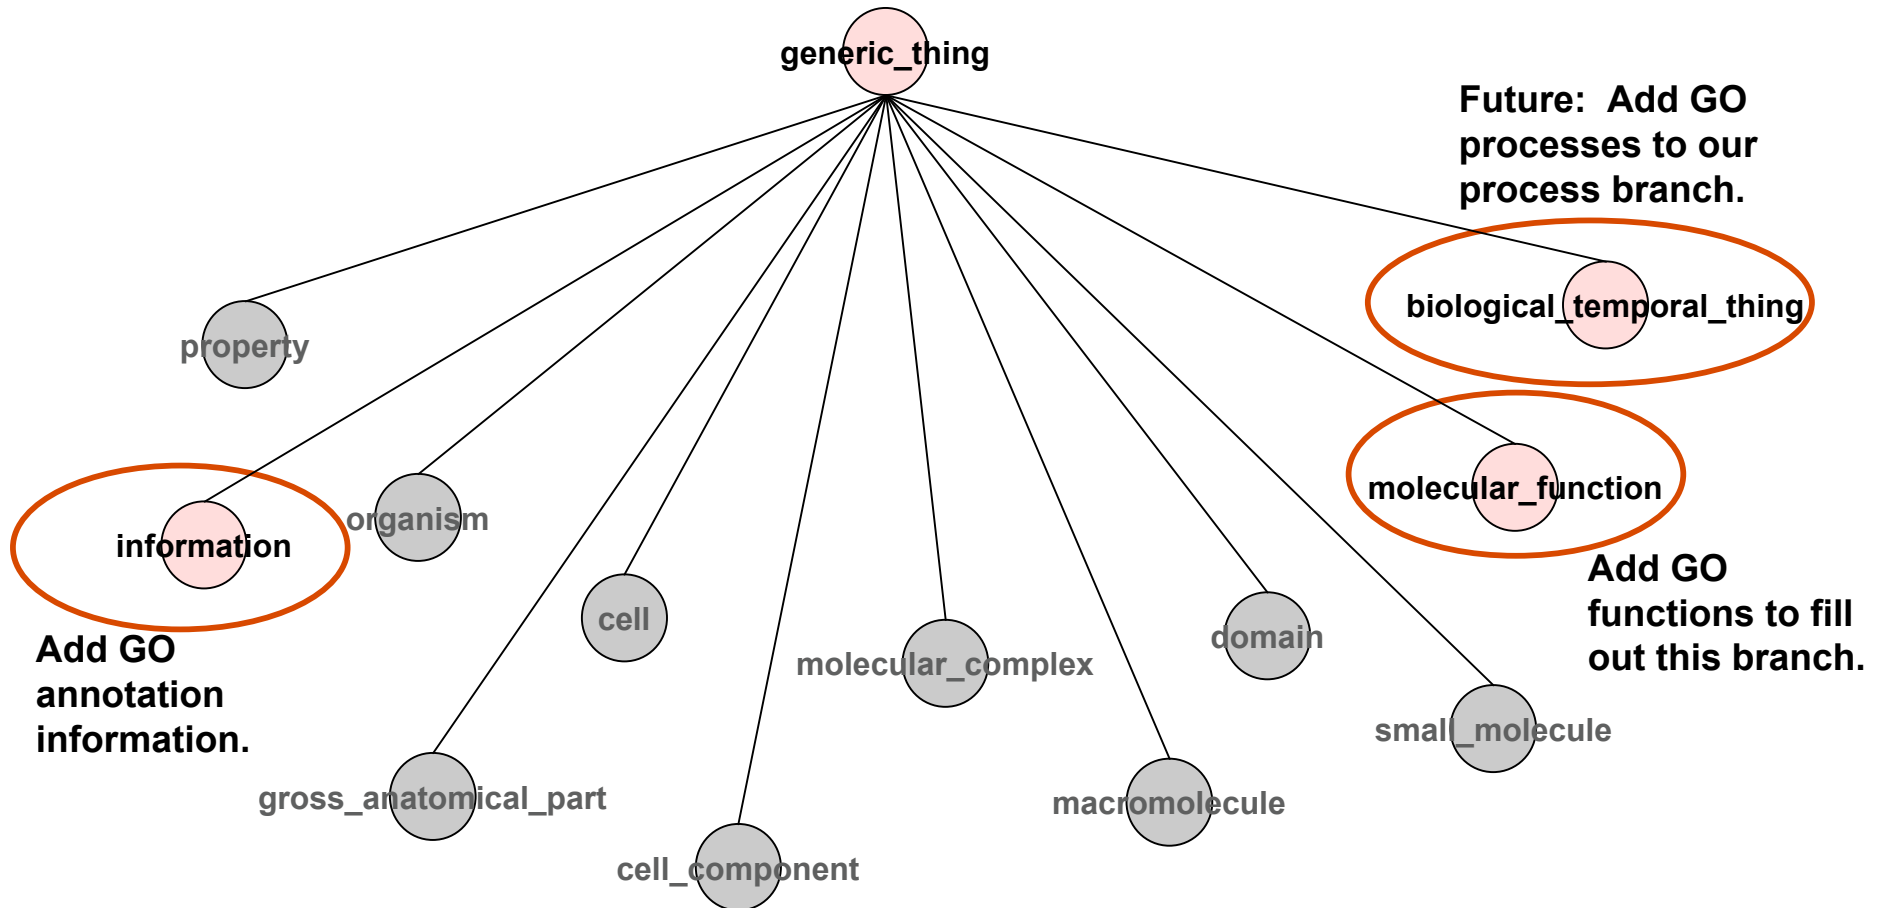 generic_thing
Future:  Add GO
processes to our
process branch.
biological_temporal_thing
property
molecular_function
organism
information
Add GO
functions to fill
out this branch.
cell
domain
molecular_complex
Add GO
annotation
information.
small_molecule
gross_anatomical_part
macromolecule
cell_component